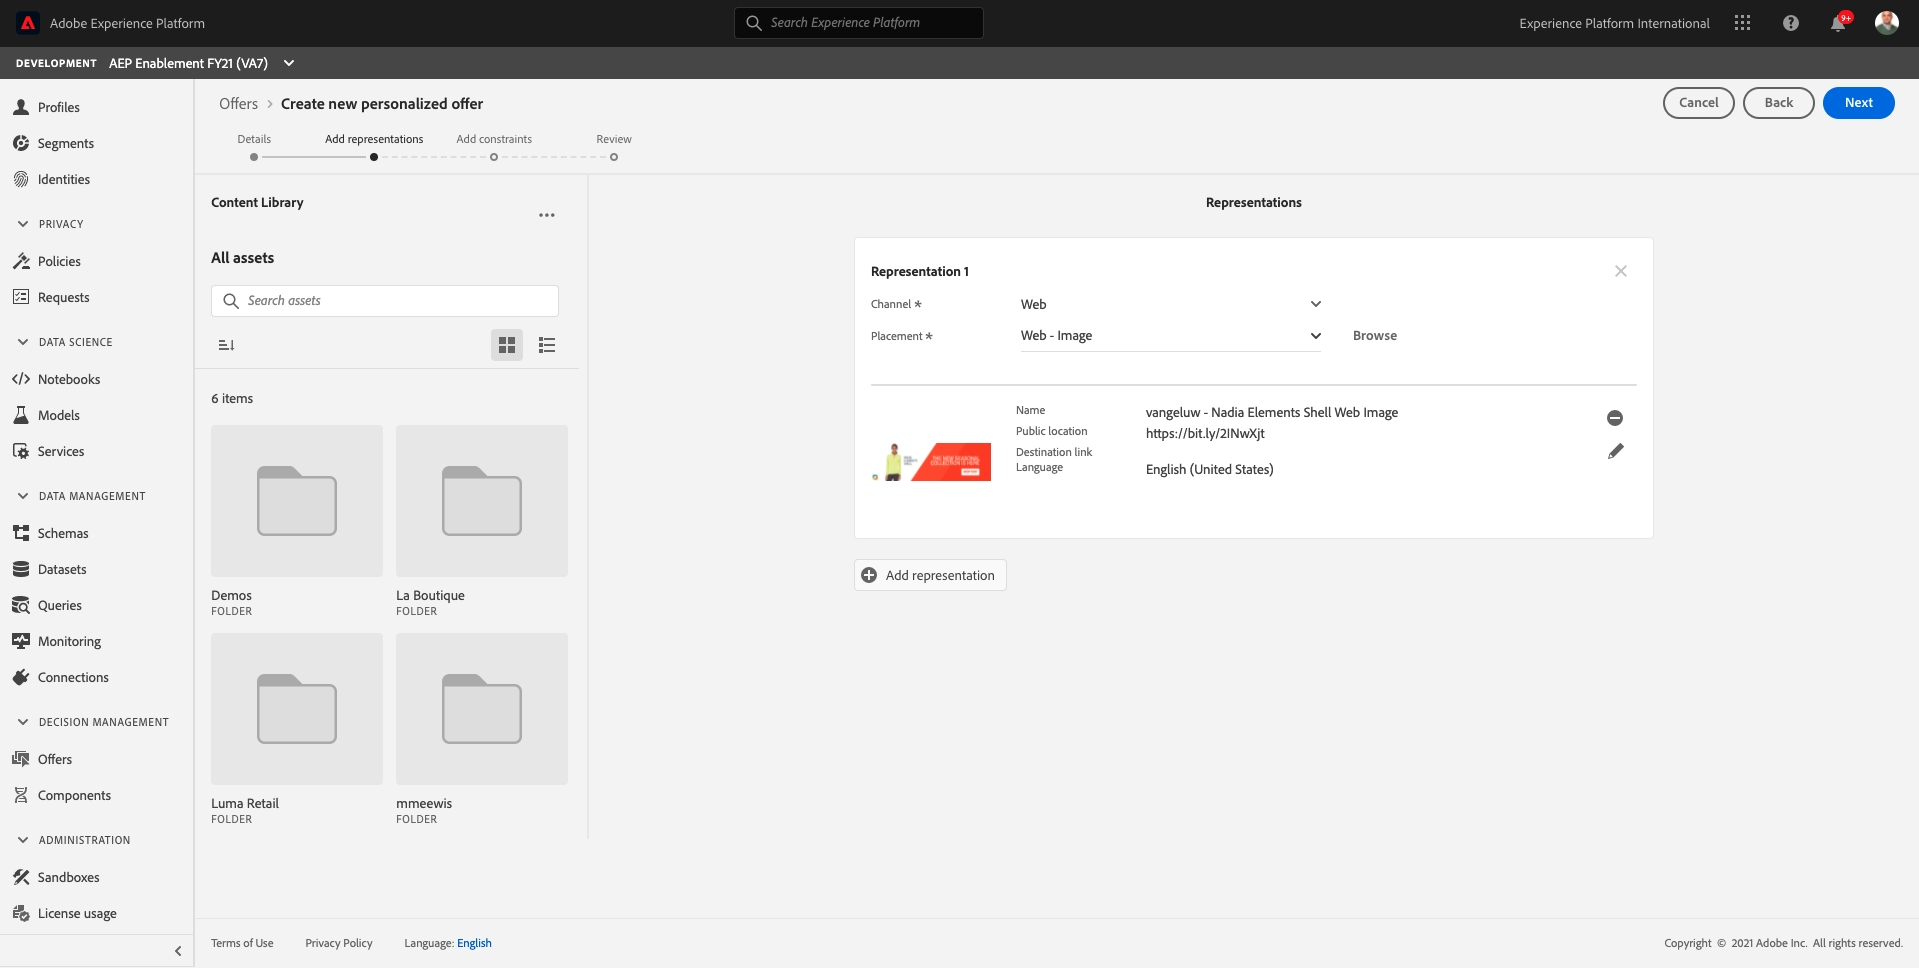 Adobe Experience Platform
Search Experience Platform
Experience Platform International
9+
DEVELOPMENT AEP Enablement FY21 (VA7)
Profiles
Segments
Identities
PRIVACY
Policies
Requests
DATA SCIENCE
Notebooks
Models
Services
DATA MANAGEMENT
Schemas
Datasets
Queries
Monitoring
Connections
DECISION MANAGEMENT
Offers
Components
ADMINISTRATION
Sandboxes
License usage
Offers > Create new personalized offer
Cancel
Back
Next
Details
Add representations
Add constraints
Review
Content Library
All assets
Search assets
6 items
Demos
FOLDER
La Boutique
FOLDER
Luma Retail
FOLDER
mmeewis
FOLDER
Representations
Representation 1
Channel * Web
Placement * Web - Image
Browse
Name vangeluw - Nadia Elements Shell Web Image
Public location https://bit.ly/2INwXjt
Destination link
Language English (United States)
THE NEW SEASONAL
COLLECTION IS HERE
Add representation
Terms of Use
Privacy Policy
Language: English
Copyright © 2021 Adobe Inc. All rights reserved.